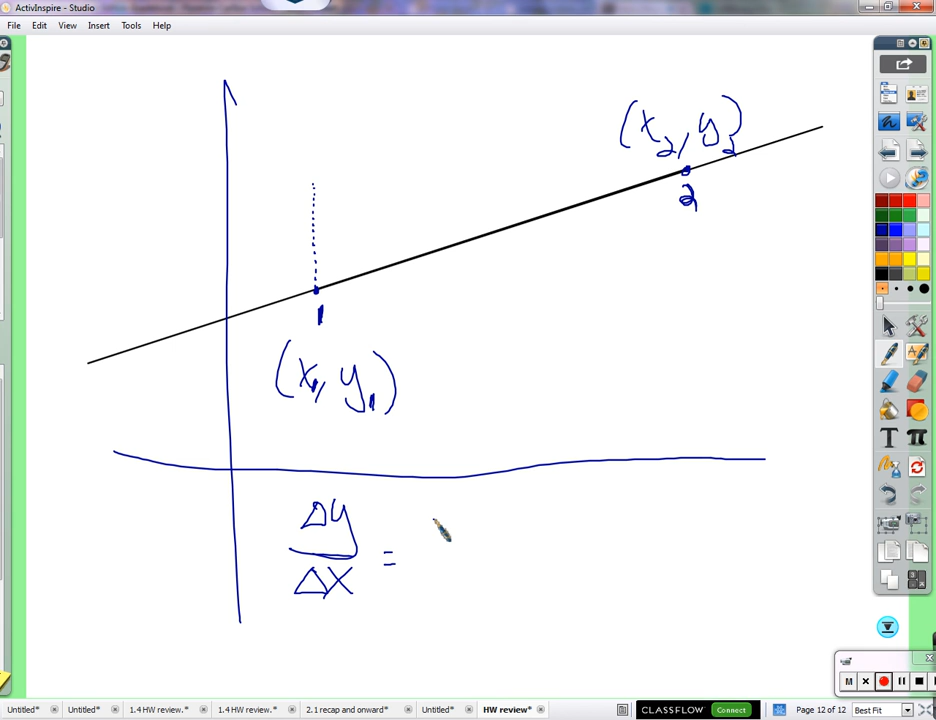 ActivInspire - Studio
File Edit View Insert Tools Help
(x₂, y₂)
2
1
(x₁, y₁)
Δy
=
Δx
Untitled* Untitled* 1.4 HW review.* 1.4 HW review.* 2.1 recap and onward* Untitled* HW review* CLASSFLOW Connect Page 12 of 12 Best Fit
M
T π